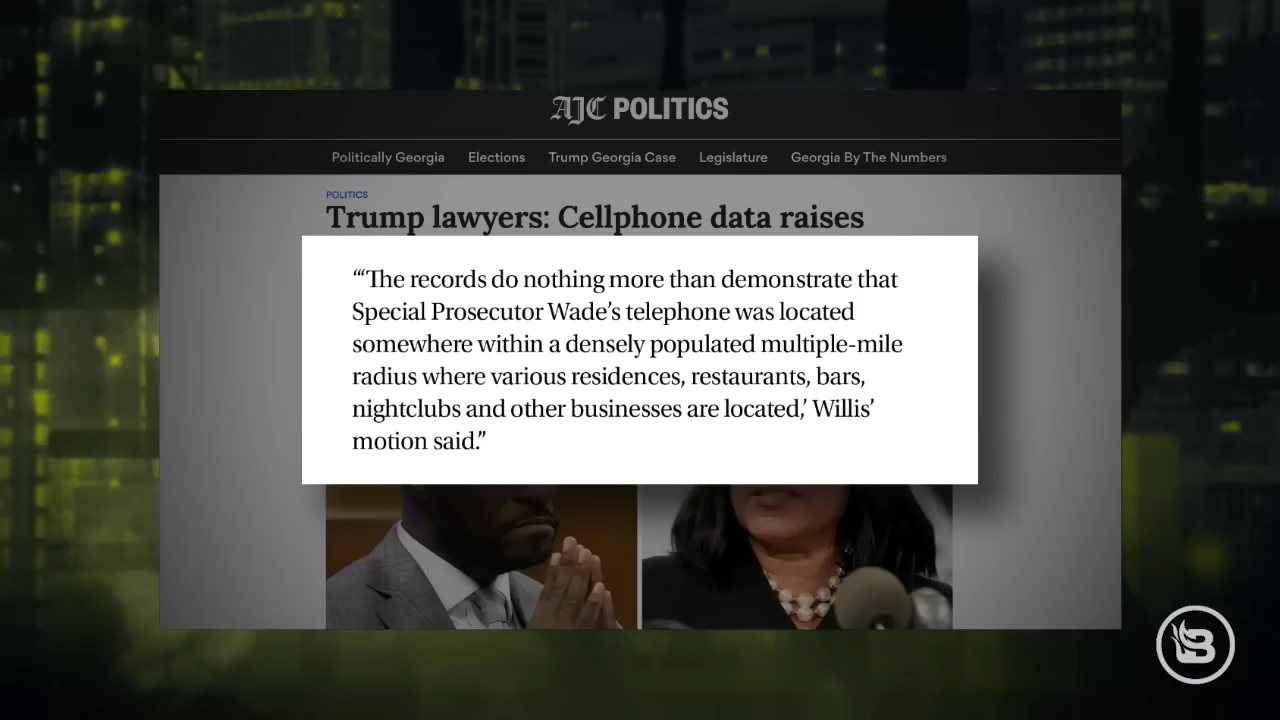 AJC POLITICS
Politically Georgia Elections Trump Georgia Case Legislature Georgia By The Numbers
POLITICS
Trump lawyers: Cellphone data raises
“‘The records do nothing more than demonstrate that
Special Prosecutor Wade’s telephone was located
somewhere within a densely populated multiple-mile
radius where various residences, restaurants, bars,
nightclubs and other businesses are located,’ Willis’
motion said.”
B